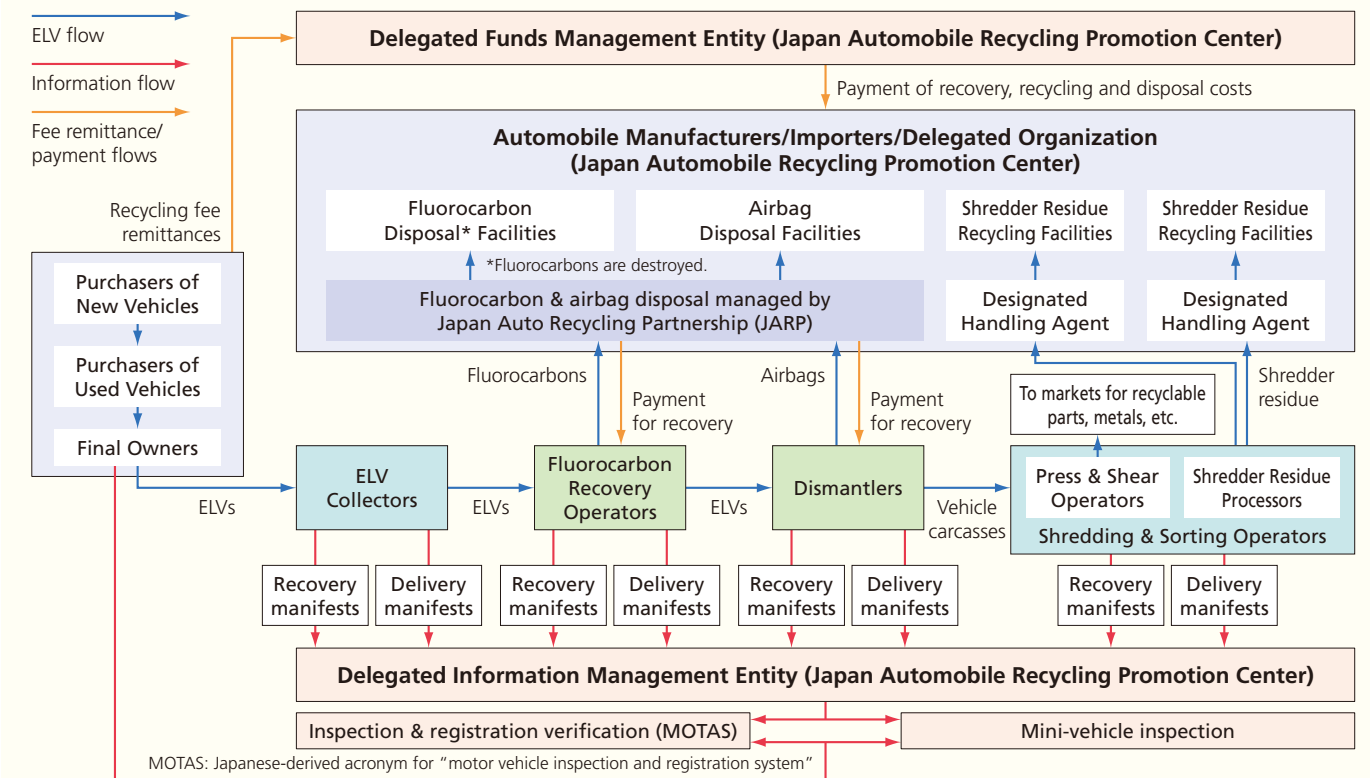 ELV flow
Information flow
Fee remittance/
payment flows
Delegated Funds Management Entity (Japan Automobile Recycling Promotion Center)
Payment of recovery, recycling and disposal costs
Automobile Manufacturers/Importers/Delegated Organization
(Japan Automobile Recycling Promotion Center)
Recycling fee
remittances
Fluorocarbon
Disposal* Facilities
Airbag
Disposal Facilities
Shredder Residue
Recycling Facilities
Shredder Residue
Recycling Facilities
*Fluorocarbons are destroyed.
Fluorocarbon & airbag disposal managed by
Japan Auto Recycling Partnership (JARP)
Designated
Handling Agent
Designated
Handling Agent
Purchasers of
New Vehicles
Purchasers of
Used Vehicles
Final Owners
Fluorocarbons
Payment
for recovery
Airbags
Payment
for recovery
To markets for recyclable
parts, metals, etc.
Shredder
residue
ELVs
ELV
Collectors
ELVs
Fluorocarbon
Recovery
Operators
ELVs
Dismantlers
Vehicle
carcasses
Press & Shear
Operators
Shredder Residue
Processors
Shredding & Sorting Operators
Recovery
manifests
Delivery
manifests
Recovery
manifests
Delivery
manifests
Recovery
manifests
Delivery
manifests
Recovery
manifests
Delivery
manifests
Delegated Information Management Entity (Japan Automobile Recycling Promotion Center)
Inspection & registration verification (MOTAS)
Mini-vehicle inspection
MOTAS: Japanese-derived acronym for “motor vehicle inspection and registration system”